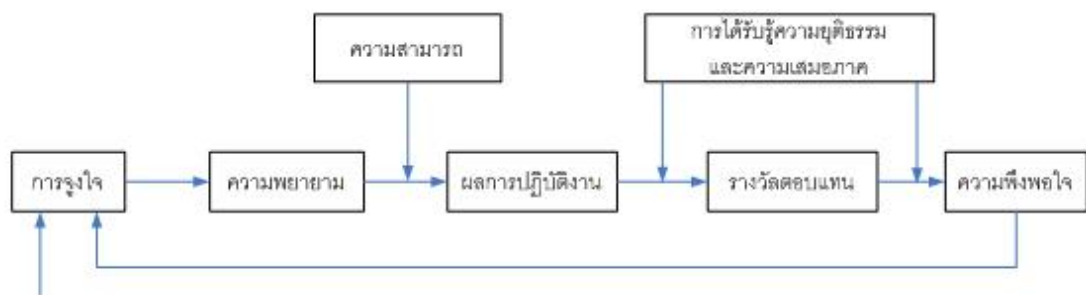 ความสามารถ
การได้รับรู้ความยุติธรรม
และความเสมอภาค
การจูงใจ
ความพยายาม
ผลการปฏิบัติงาน
รางวัลตอบแทน
ความพึงพอใจ